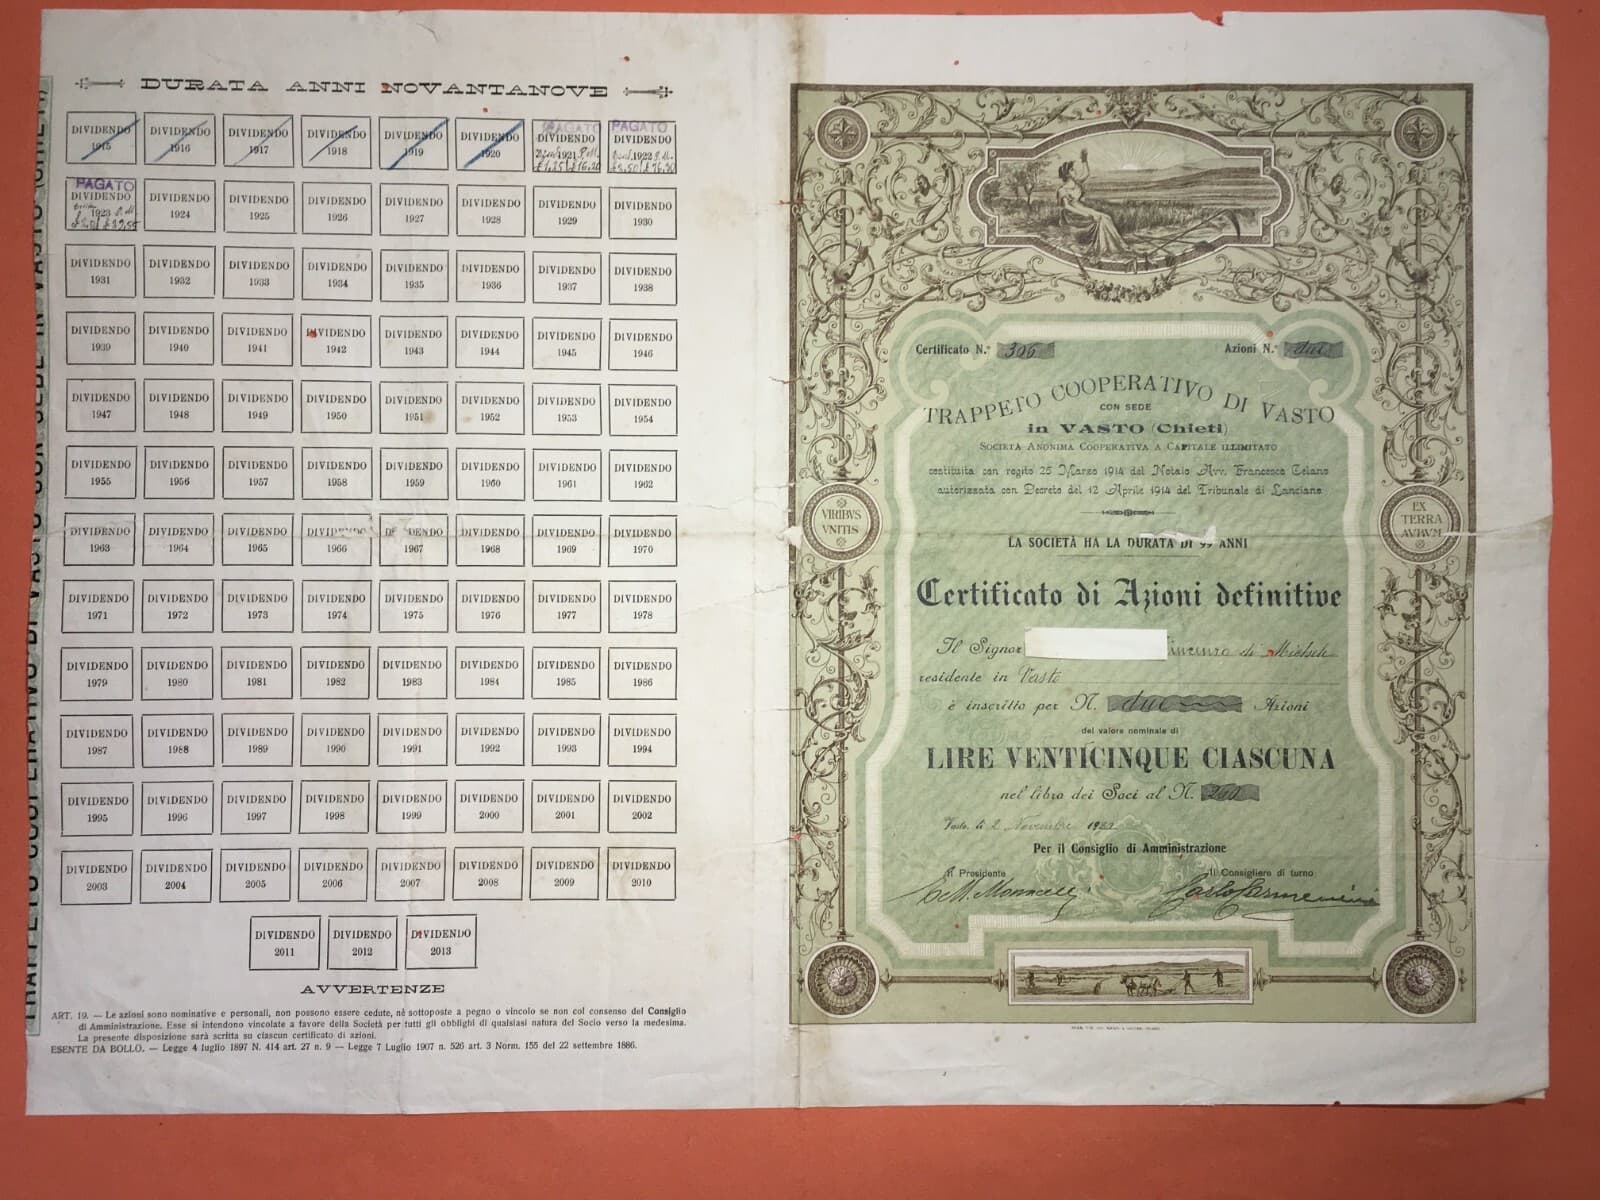 DURATA ANNI NOVANTANOVE
DIVIDENDO 1915
DIVIDENDO 1916
DIVIDENDO 1917
DIVIDENDO 1918
DIVIDENDO 1919
DIVIDENDO 1920
PAGATO DIVIDENDO 1921
PAGATO DIVIDENDO 1922
PAGATO DIVIDENDO 1923
DIVIDENDO 1924
DIVIDENDO 1925
DIVIDENDO 1926
DIVIDENDO 1927
DIVIDENDO 1928
DIVIDENDO 1929
DIVIDENDO 1930
DIVIDENDO 1931
DIVIDENDO 1932
DIVIDENDO 1933
DIVIDENDO 1934
DIVIDENDO 1935
DIVIDENDO 1936
DIVIDENDO 1937
DIVIDENDO 1938
DIVIDENDO 1939
DIVIDENDO 1940
DIVIDENDO 1941
DIVIDENDO 1942
DIVIDENDO 1943
DIVIDENDO 1944
DIVIDENDO 1945
DIVIDENDO 1946
DIVIDENDO 1947
DIVIDENDO 1948
DIVIDENDO 1949
DIVIDENDO 1950
DIVIDENDO 1951
DIVIDENDO 1952
DIVIDENDO 1953
DIVIDENDO 1954
DIVIDENDO 1955
DIVIDENDO 1956
DIVIDENDO 1957
DIVIDENDO 1958
DIVIDENDO 1959
DIVIDENDO 1960
DIVIDENDO 1961
DIVIDENDO 1962
DIVIDENDO 1963
DIVIDENDO 1964
DIVIDENDO 1965
DIVIDENDO 1966
DIVIDENDO 1967
DIVIDENDO 1968
DIVIDENDO 1969
DIVIDENDO 1970
DIVIDENDO 1971
DIVIDENDO 1972
DIVIDENDO 1973
DIVIDENDO 1974
DIVIDENDO 1975
DIVIDENDO 1976
DIVIDENDO 1977
DIVIDENDO 1978
DIVIDENDO 1979
DIVIDENDO 1980
DIVIDENDO 1981
DIVIDENDO 1982
DIVIDENDO 1983
DIVIDENDO 1984
DIVIDENDO 1985
DIVIDENDO 1986
DIVIDENDO 1987
DIVIDENDO 1988
DIVIDENDO 1989
DIVIDENDO 1990
DIVIDENDO 1991
DIVIDENDO 1992
DIVIDENDO 1993
DIVIDENDO 1994
DIVIDENDO 1995
DIVIDENDO 1996
DIVIDENDO 1997
DIVIDENDO 1998
DIVIDENDO 1999
DIVIDENDO 2000
DIVIDENDO 2001
DIVIDENDO 2002
DIVIDENDO 2003
DIVIDENDO 2004
DIVIDENDO 2005
DIVIDENDO 2006
DIVIDENDO 2007
DIVIDENDO 2008
DIVIDENDO 2009
DIVIDENDO 2010
DIVIDENDO 2011
DIVIDENDO 2012
DIVIDENDO 2013
AVVERTENZE
ART. 19. — Le azioni sono nominative e personali, non possono essere cedute, nè sottoposte a pegno o vincolo se non col consenso del Consiglio
di Amministrazione. Esse si intendono vincolate a favore della Società per tutti gli obblighi di qualsiasi natura del Socio verso la medesima.
La presente disposizione sarà scritta su ciascun certificato di azioni.
ESENTE DA BOLLO. — Legge 4 luglio 1897 N. 414 art. 27 n. 9 — Legge 7 Luglio 1907 n. 526 art. 3 Norm. 155 del 22 settembre 1886.
Certificato N.° 306 Azioni N.° due
TRAPPETO COOPERATIVO DI VASTO
CON SEDE
in VASTO (Chieti)
SOCIETÀ ANONIMA COOPERATIVA A CAPITALE ILLIMITATO
costituita con rogito 25 Marzo 1914 del Notaio Avv. Francesco Celano
autorizzata con Decreto del 12 Aprile 1914 del Tribunale di Lanciano
VIRIBVS
VNITIS
EX
TERRA
AVRVM
LA SOCIETÀ HA LA DURATA DI 99 ANNI
Certificato di Azioni definitive
Il Signor di
residente in Vasto
è inscritto per N. due Azioni
del valore nominale di
LIRE VENTICINQUE CIASCUNA
nel libro dei Soci al N.
Vasto, li 2 Novembre
Per il Consiglio di Amministrazione
Il Presidente Il Consigliere di turno